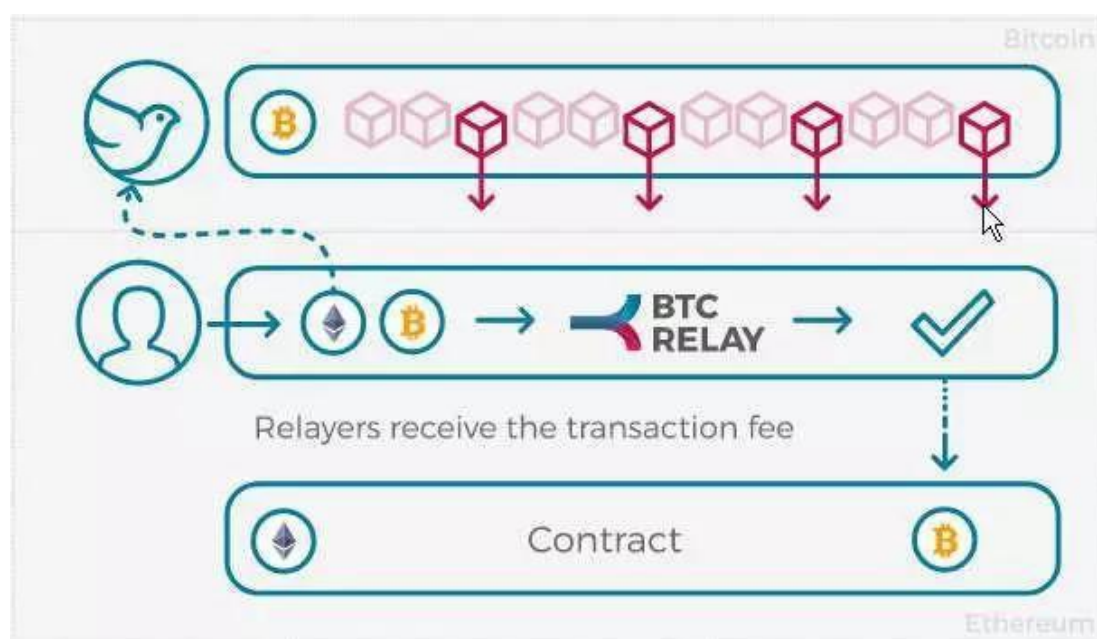 Bitcoin
BTC
RELAY
Relayers receive the transaction fee
Contract
Ethereum